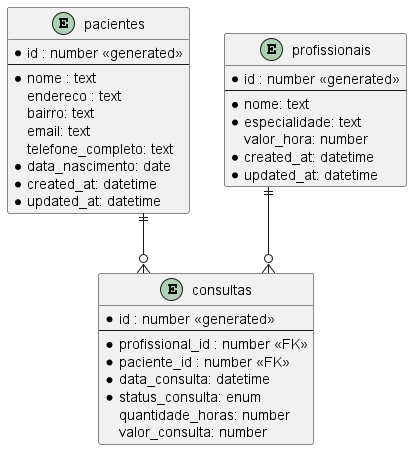 E pacientes
id : number «generated»
nome : text
endereco : text
bairro: text
email: text
telefone_completo: text
data_nascimento: date
created_at: datetime
updated_at: datetime
E profissionais
id : number «generated»
nome: text
especialidade: text
valor_hora: number
created_at: datetime
updated_at: datetime
E consultas
id : number «generated»
profissional_id : number «FK»
paciente_id : number «FK»
data_consulta: datetime
status_consulta: enum
quantidade_horas: number
valor_consulta: number